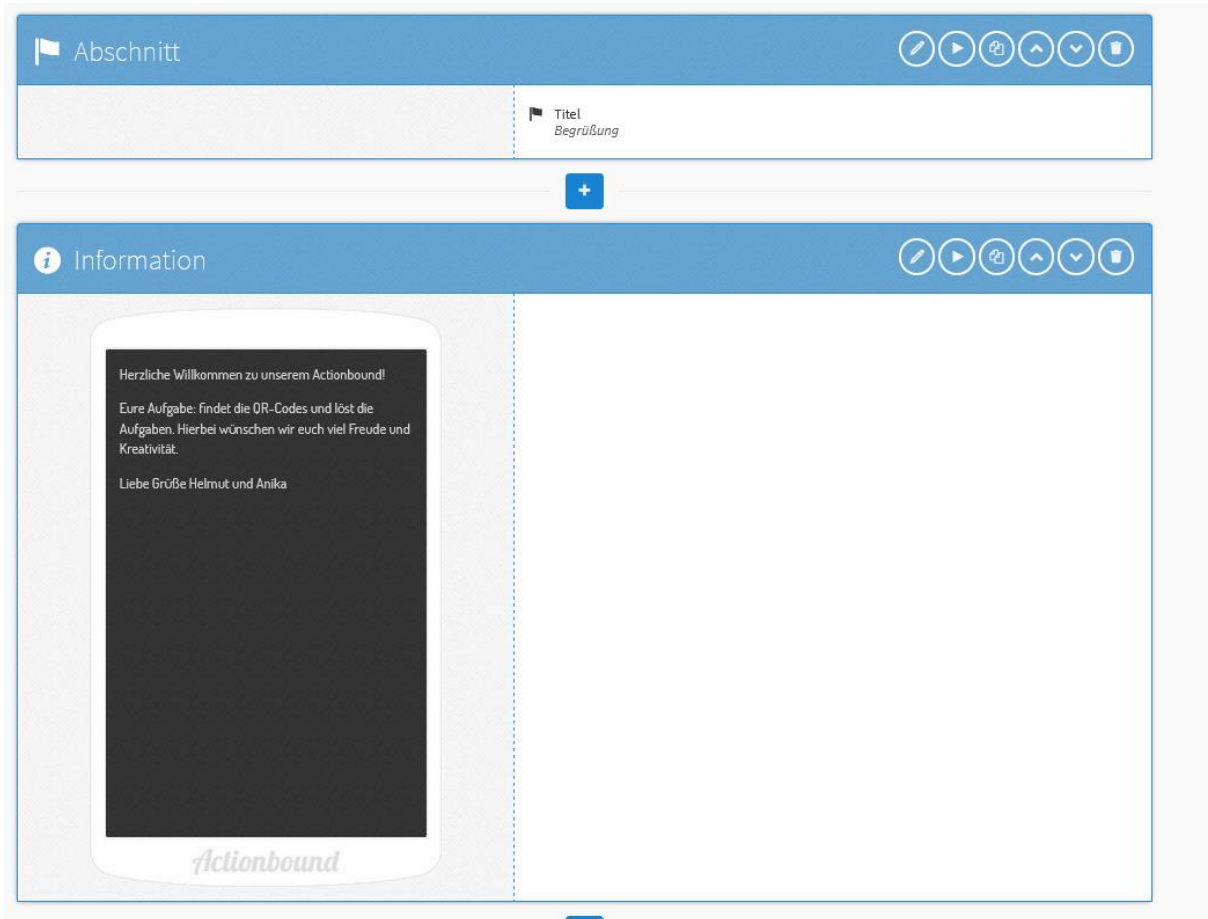 Abschnitt
Titel
Begrüßung
Information
Herzliche Willkommen zu unserem Actionbound!
Eure Aufgabe: findet die QR-Codes und löst die
Aufgaben. Hierbei wünschen wir euch viel Freude und
Kreativität.
Liebe Grüße Helmut und Anika
Actionbound